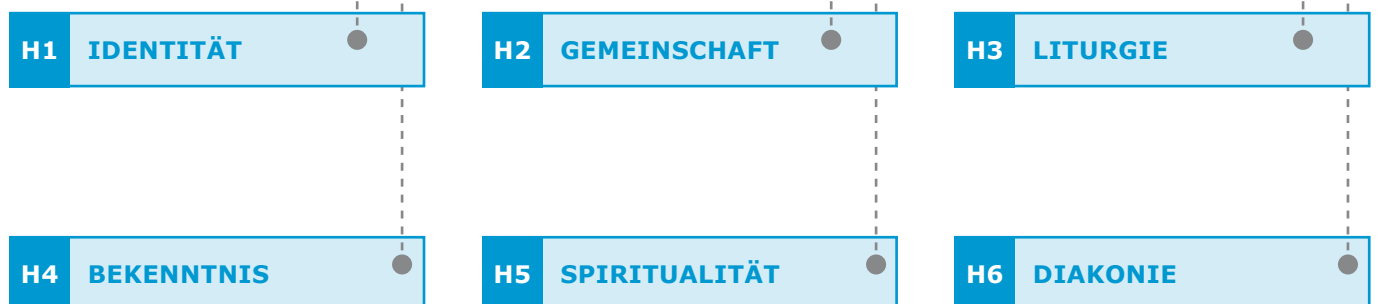 H1 IDENTITÄT
H2 GEMEINSCHAFT
H3 LITURGIE
H4 BEKENNTNIS
H5 SPIRITUALITÄT
H6 DIAKONIE